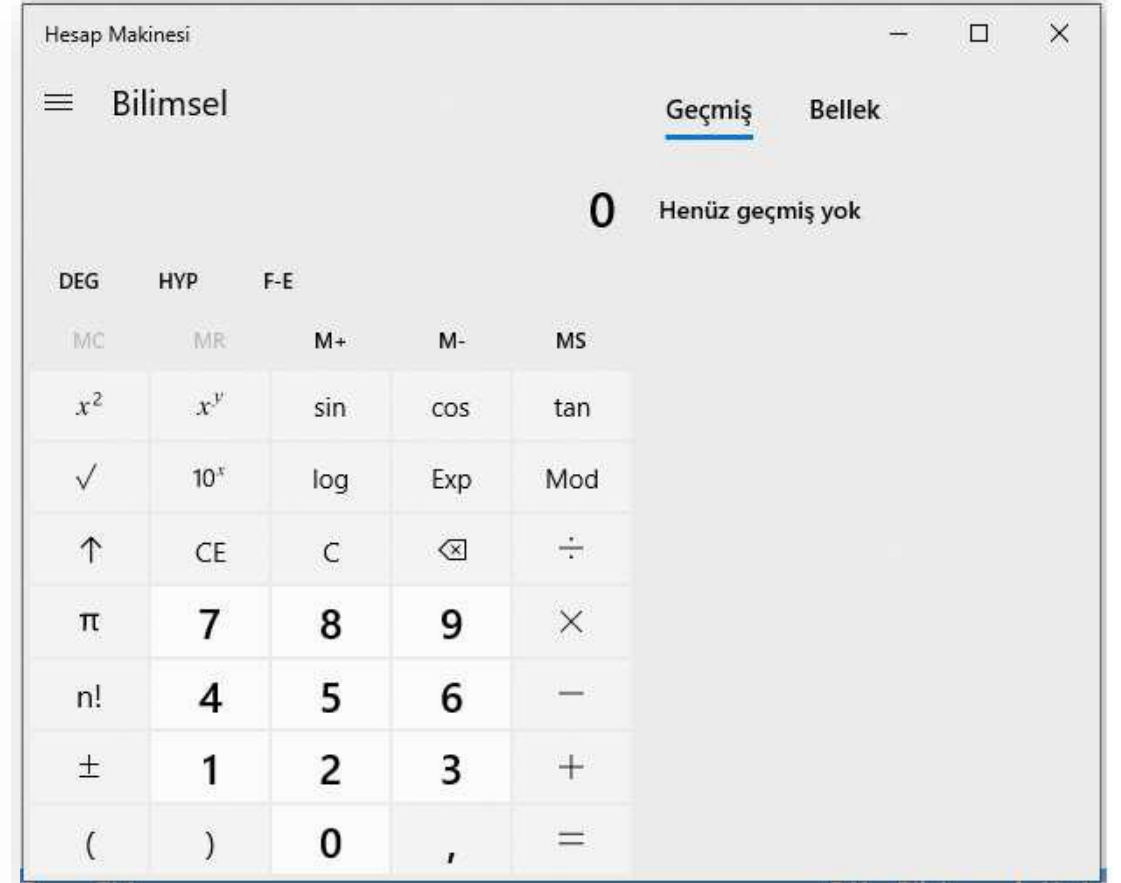 Hesap Makinesi
Bilimsel
Geçmiş Bellek
0 Henüz geçmiş yok
DEG HYP F-E
MC MR M+ M- MS
x² xʸ sin cos tan
√ 10ˣ log Exp Mod
↑ CE C ⌫ ÷
π 7 8 9 ×
n! 4 5 6 −
± 1 2 3 +
( ) 0 , =